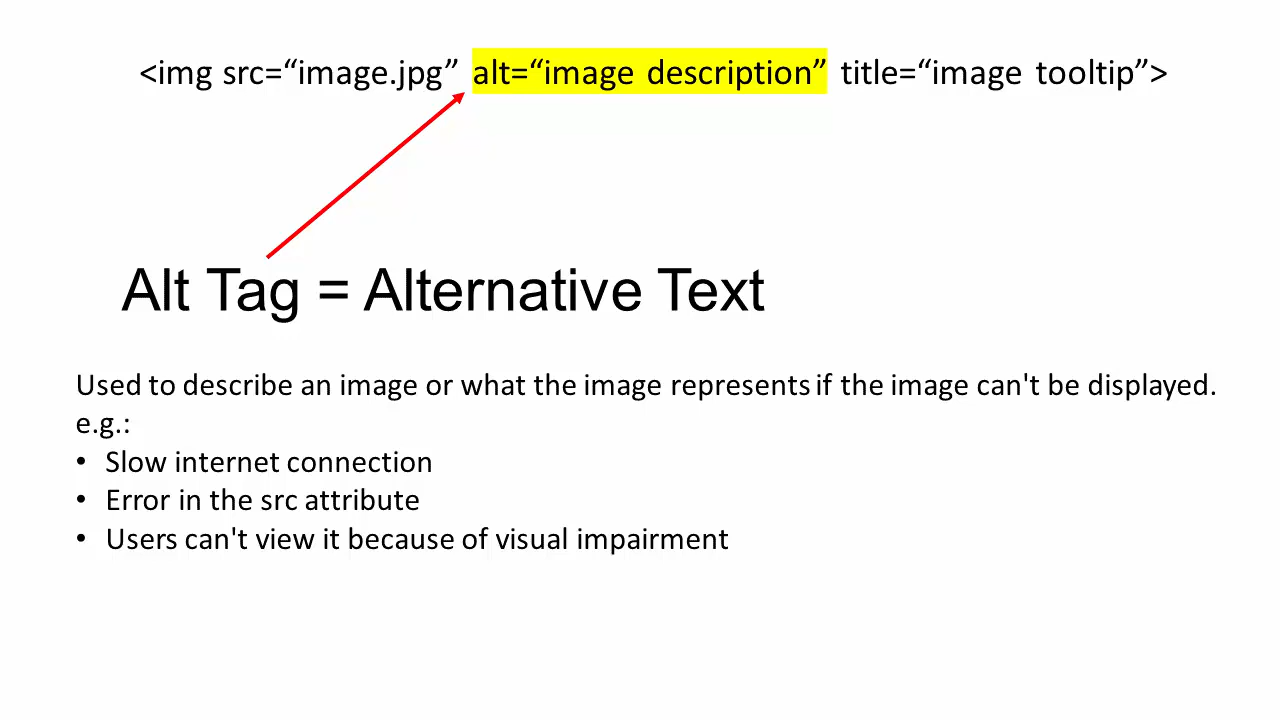 <img src=“image.jpg” alt=“image description” title=“image tooltip”>
Alt Tag = Alternative Text
Used to describe an image or what the image represents if the image can't be displayed.
e.g.:
• Slow internet connection
• Error in the src attribute
• Users can't view it because of visual impairment